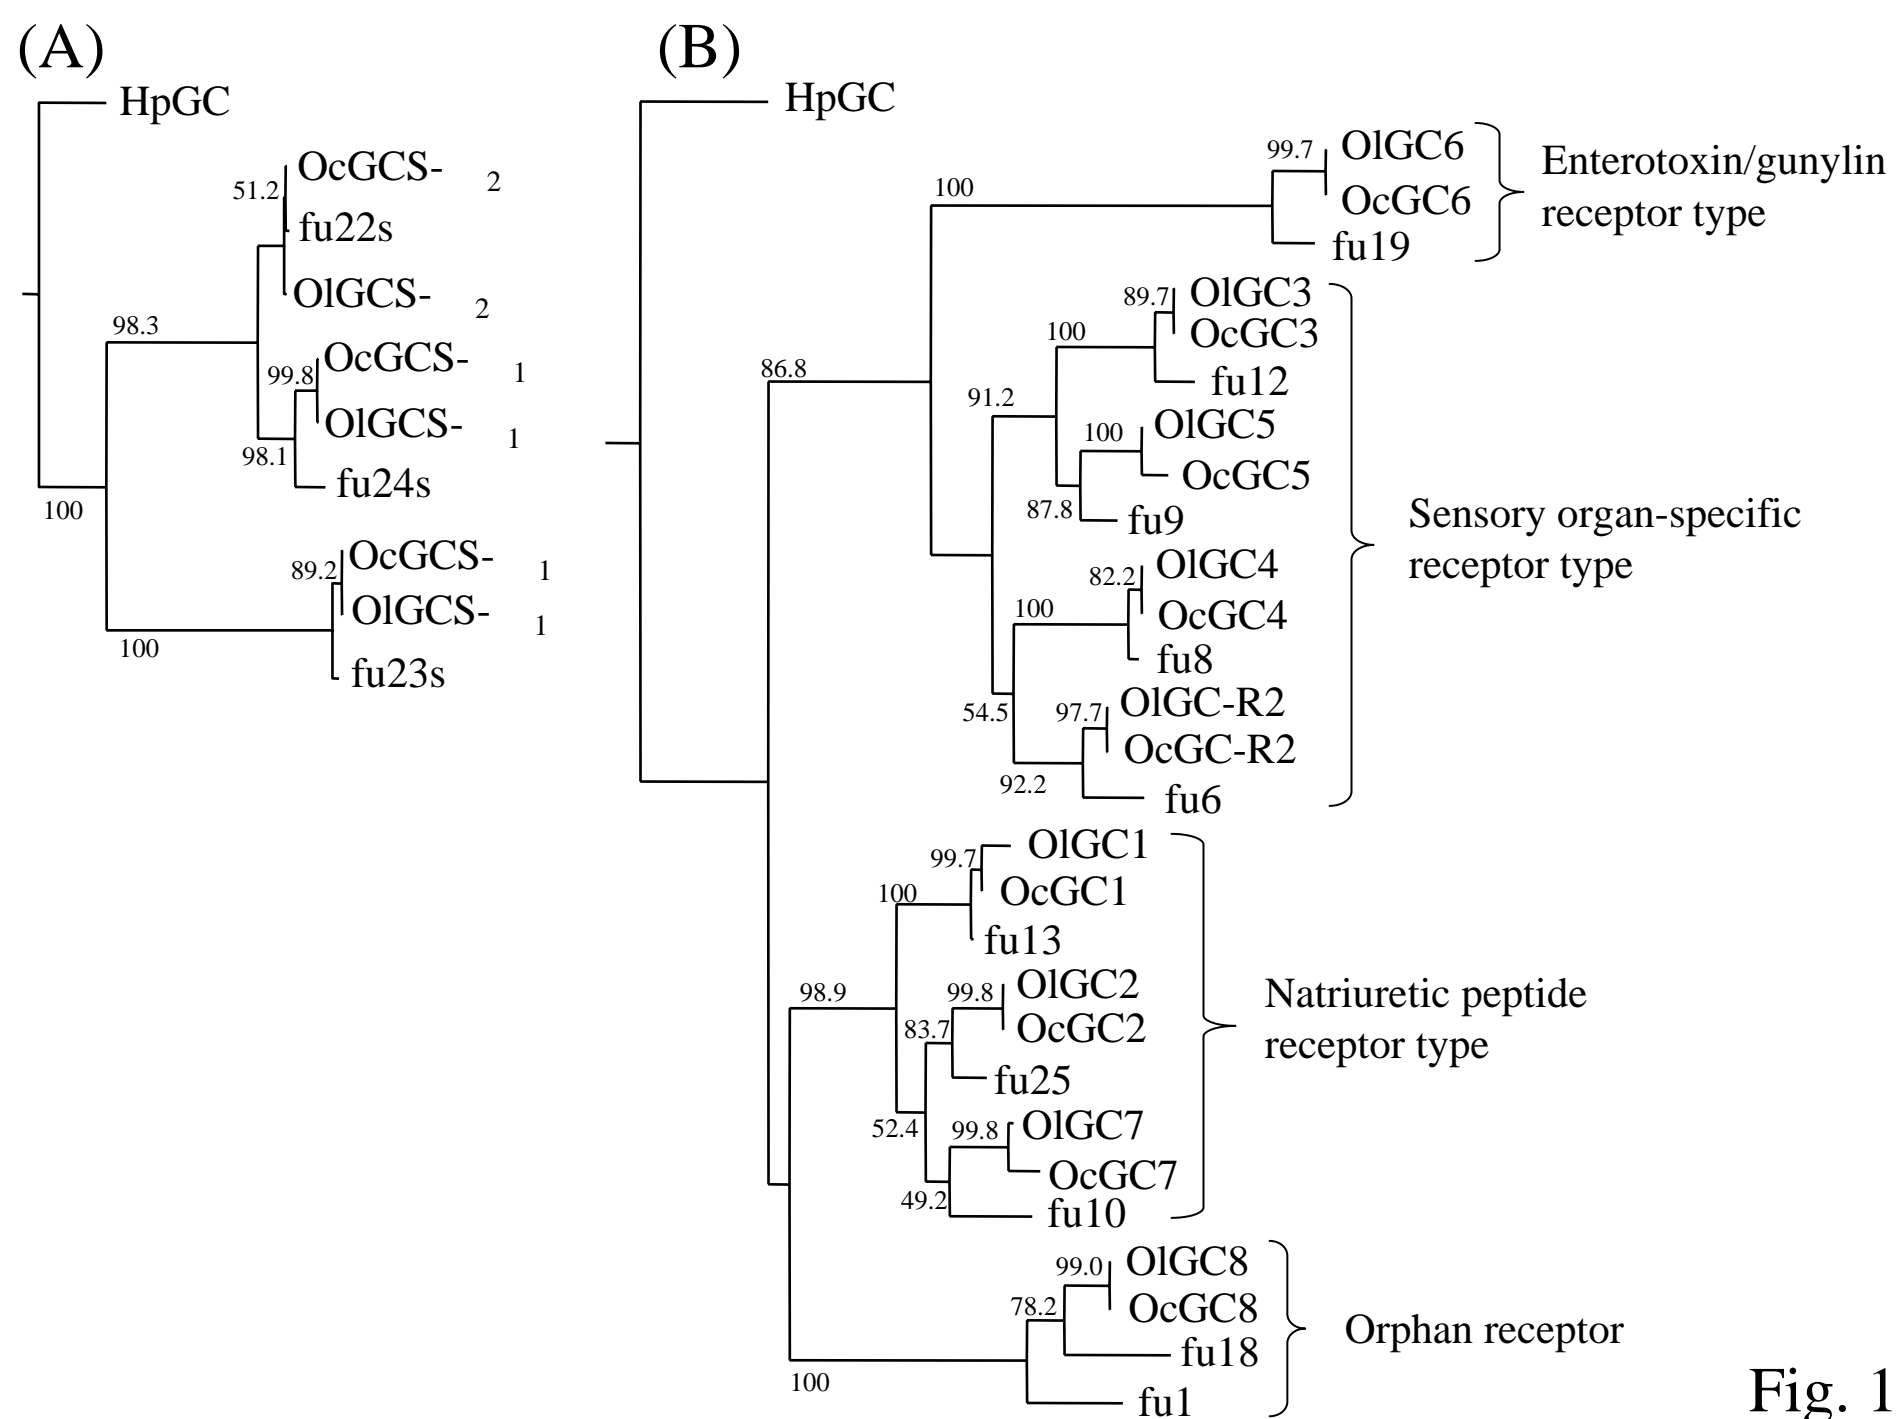 (A)
HpGC
OcGCS- 2
51.2
fu22s
OlGCS- 2
98.3
OcGCS- 1
99.8
OlGCS- 1
98.1
fu24s
100
OcGCS- 1
89.2
OlGCS- 1
100
fu23s
(B)
HpGC
99.7
OlGC6
100
OcGC6
fu19
Enterotoxin/gunylin
receptor type
89.7
OlGC3
100
OcGC3
86.8
fu12
91.2
OlGC5
100
OcGC5
87.8
fu9
OlGC4
82.2
100
OcGC4
fu8
OlGC-R2
54.5
97.7
OcGC-R2
92.2
fu6
Sensory organ-specific
receptor type
OlGC1
99.7
100
OcGC1
fu13
98.9
99.8
OlGC2
83.7
OcGC2
fu25
52.4
99.8
OlGC7
OcGC7
49.2
fu10
Natriuretic peptide
receptor type
99.0
OlGC8
78.2
OcGC8
fu18
100
fu1
Orphan receptor
Fig. 1